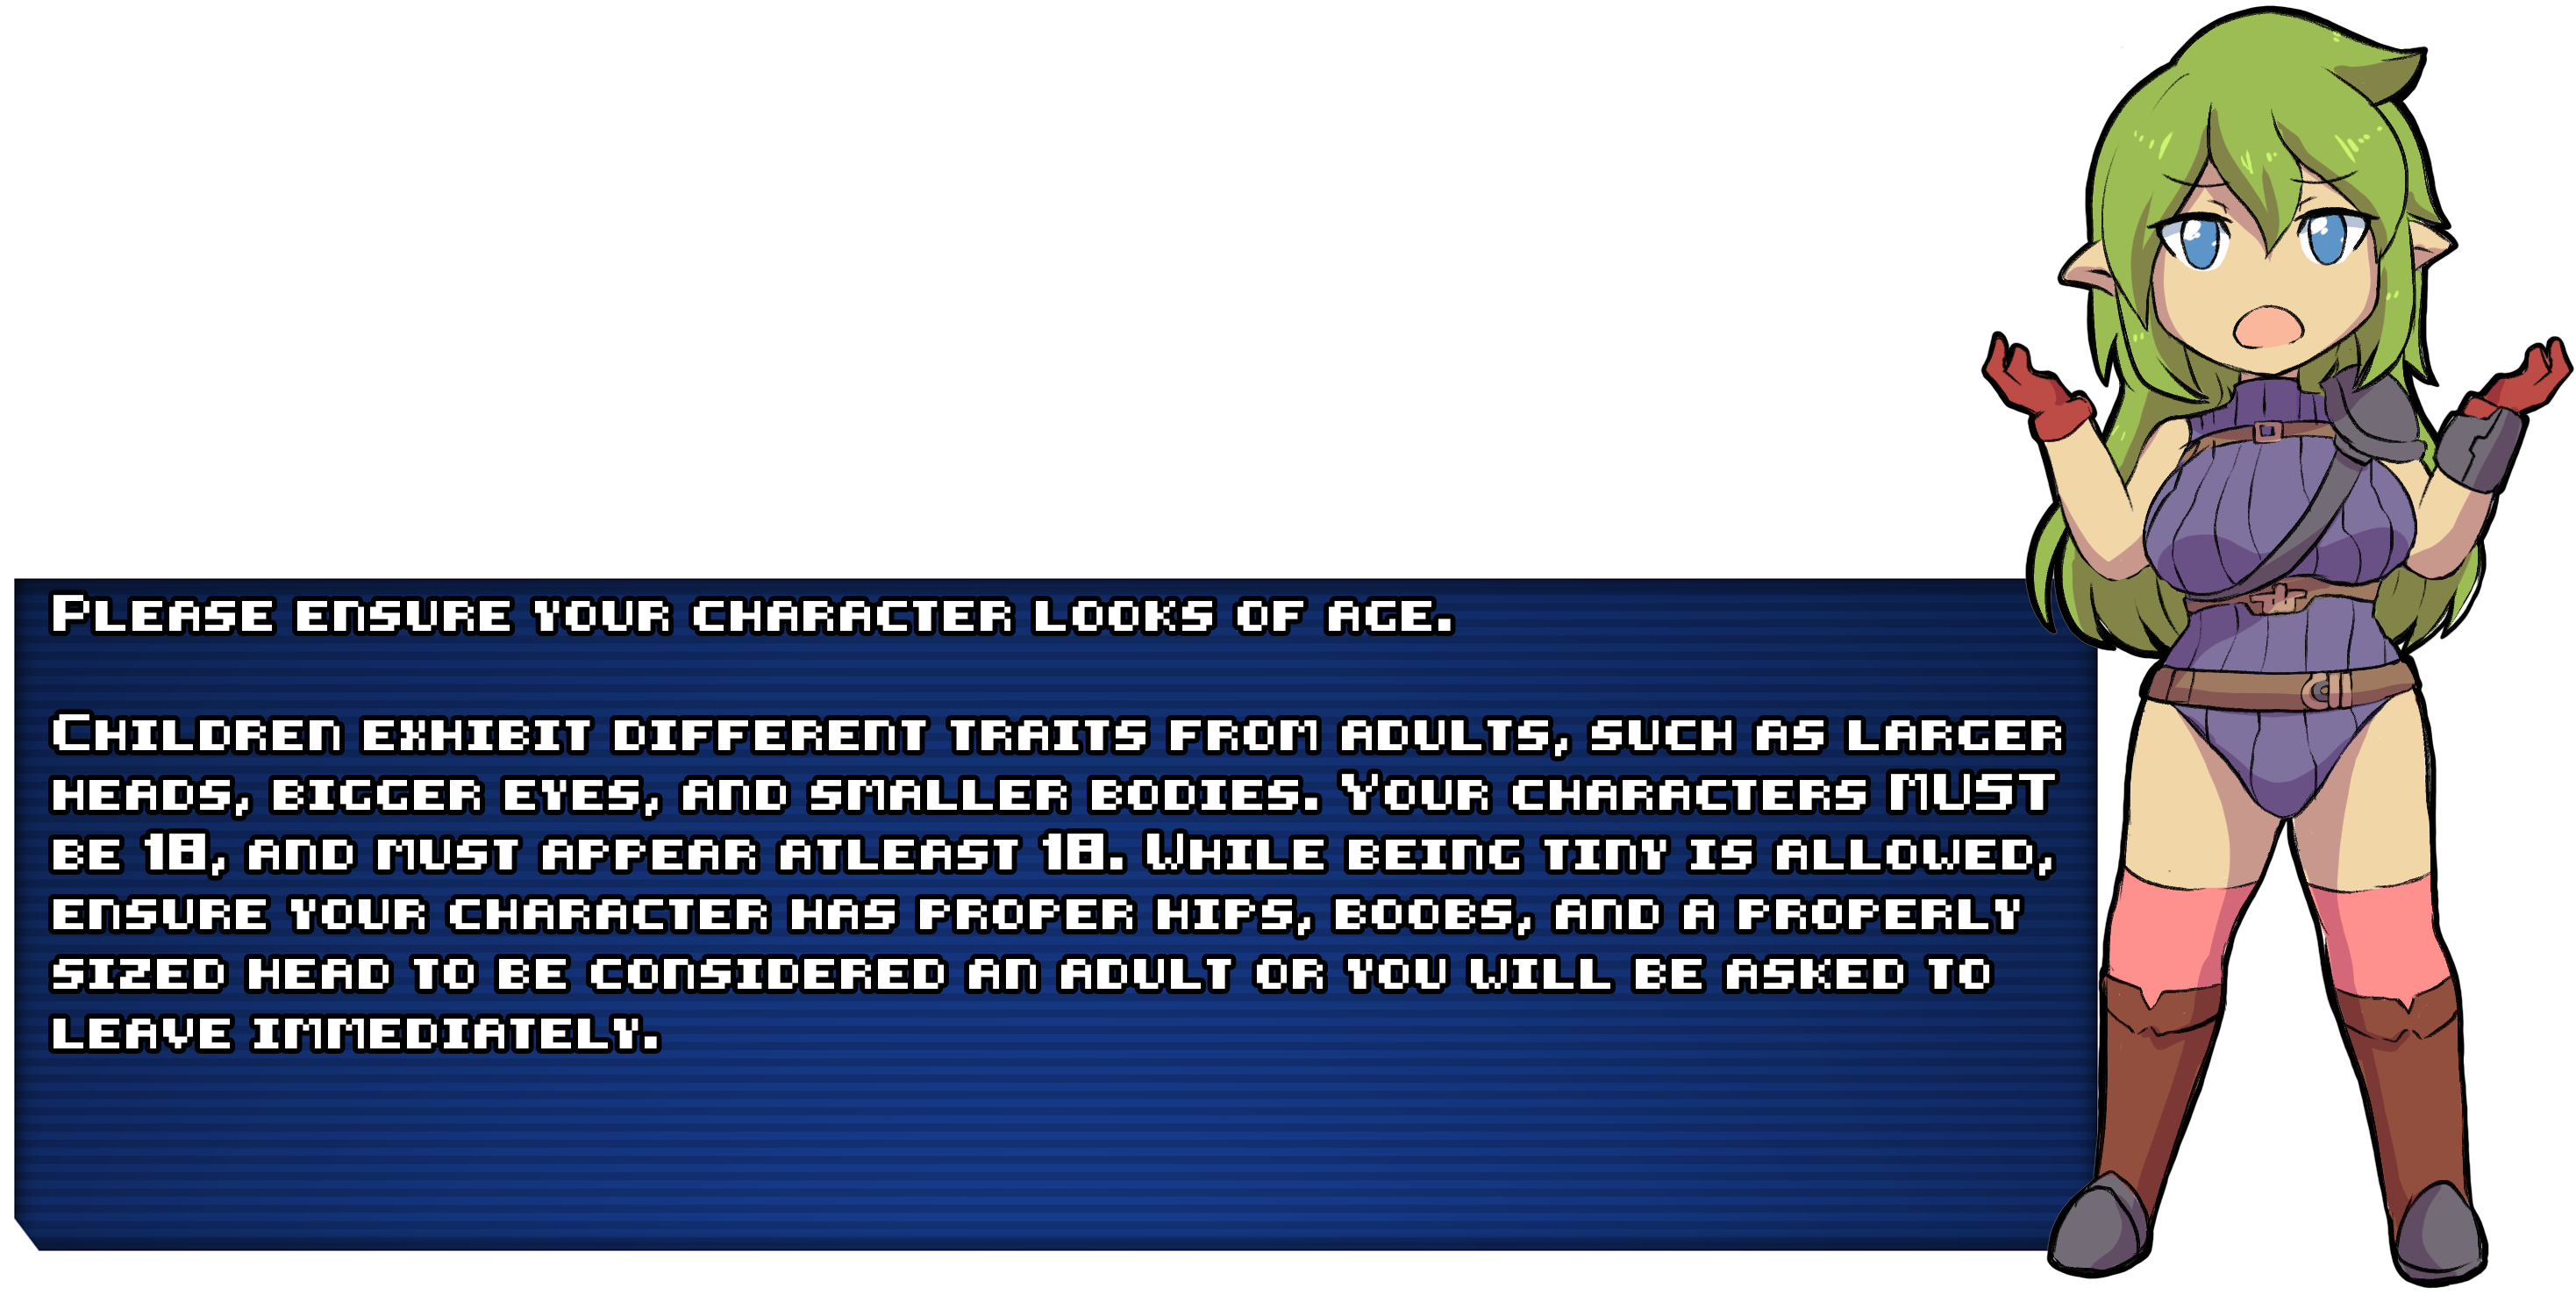 Please ensure your character looks of age.
Children exhibit different traits from adults, such as larger
heads, bigger eyes, and smaller bodies. Your characters MUST
be 18, and must appear atleast 18. While being tiny is allowed,
ensure your character has proper hips, boobs, and a properly
sized head to be considered an adult or you will be asked to
leave immediately.